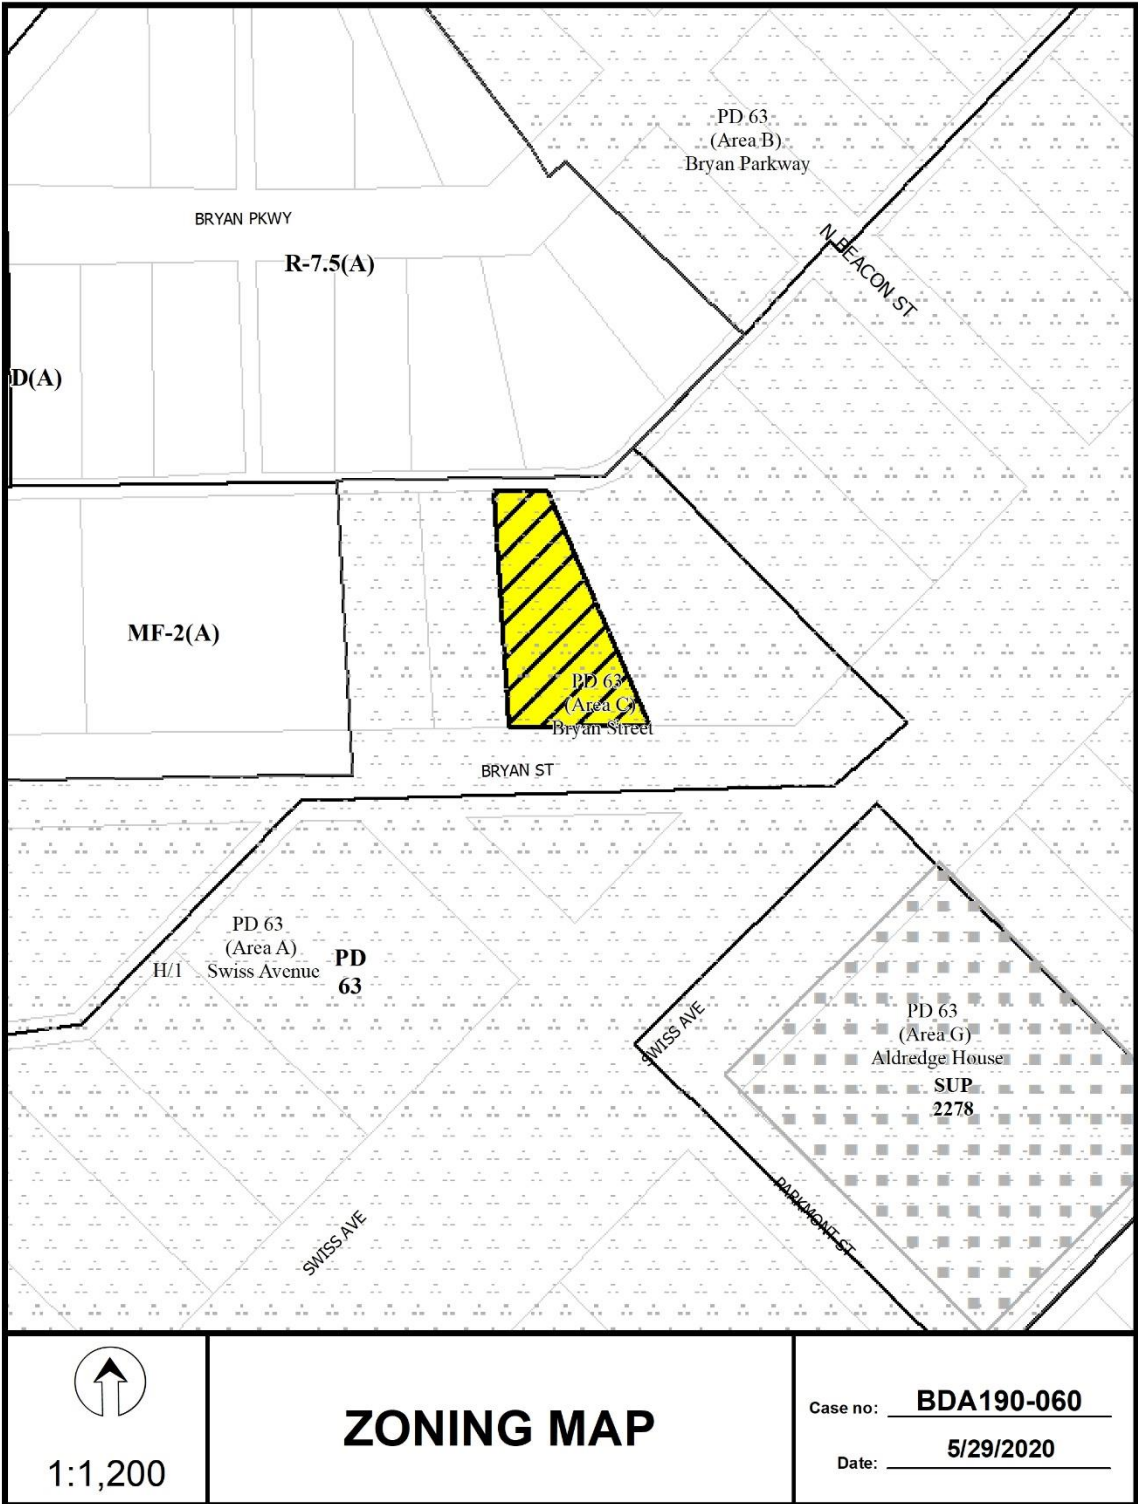 PD 63
(Area B)
Bryan Parkway
BRYAN PKWY
N BEACON ST
R-7.5(A)
D(A)
MF-2(A)
PD 63
(Area C)
Bryan Street
BRYAN ST
PD 63
(Area A)
Swiss Avenue
H/1
PD
63
SWISS AVE
PD 63
(Area G)
Aldredge House
SUP
2278
PARKMONT ST
SWISS AVE
1:1,200
ZONING MAP
Case no: BDA190-060
Date: 5/29/2020